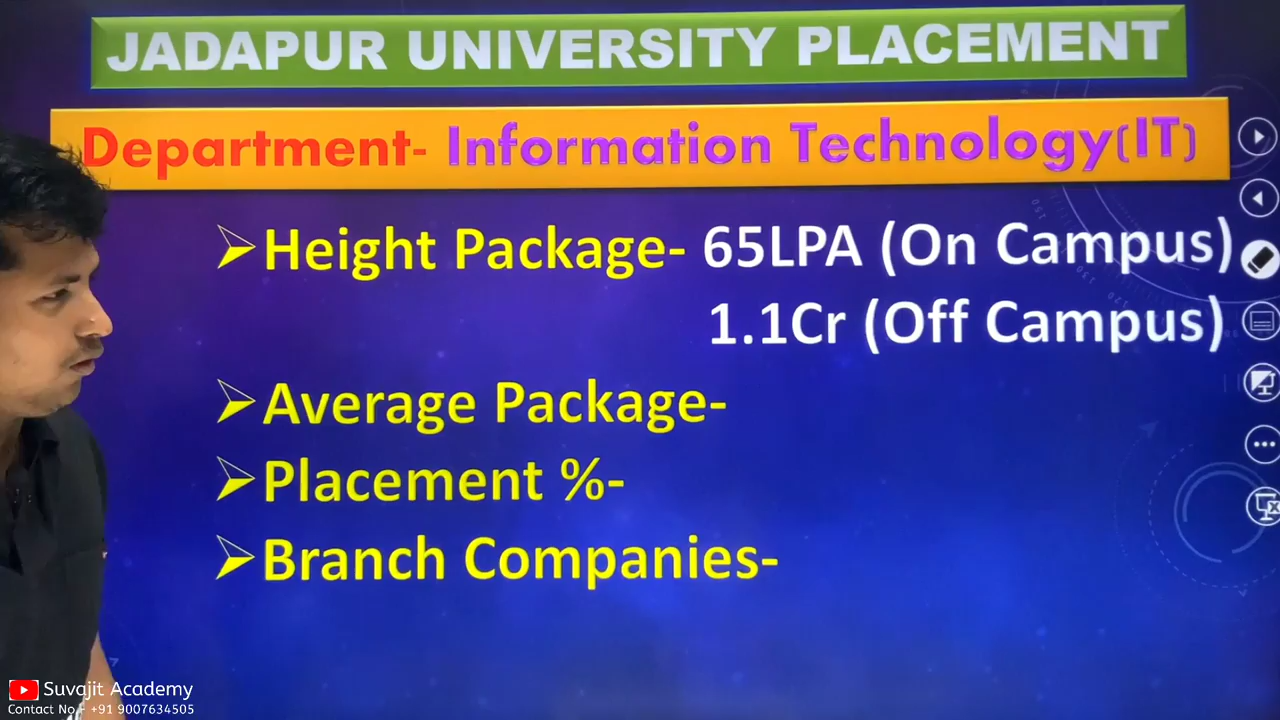 JADAPUR UNIVERSITY PLACEMENT
Department- Information Technology(IT)
Height Package- 65LPA (On Campus)
1.1Cr (Off Campus)
Average Package-
Placement %-
Branch Companies-
Suvajit Academy
Contact No - +91 9007634505